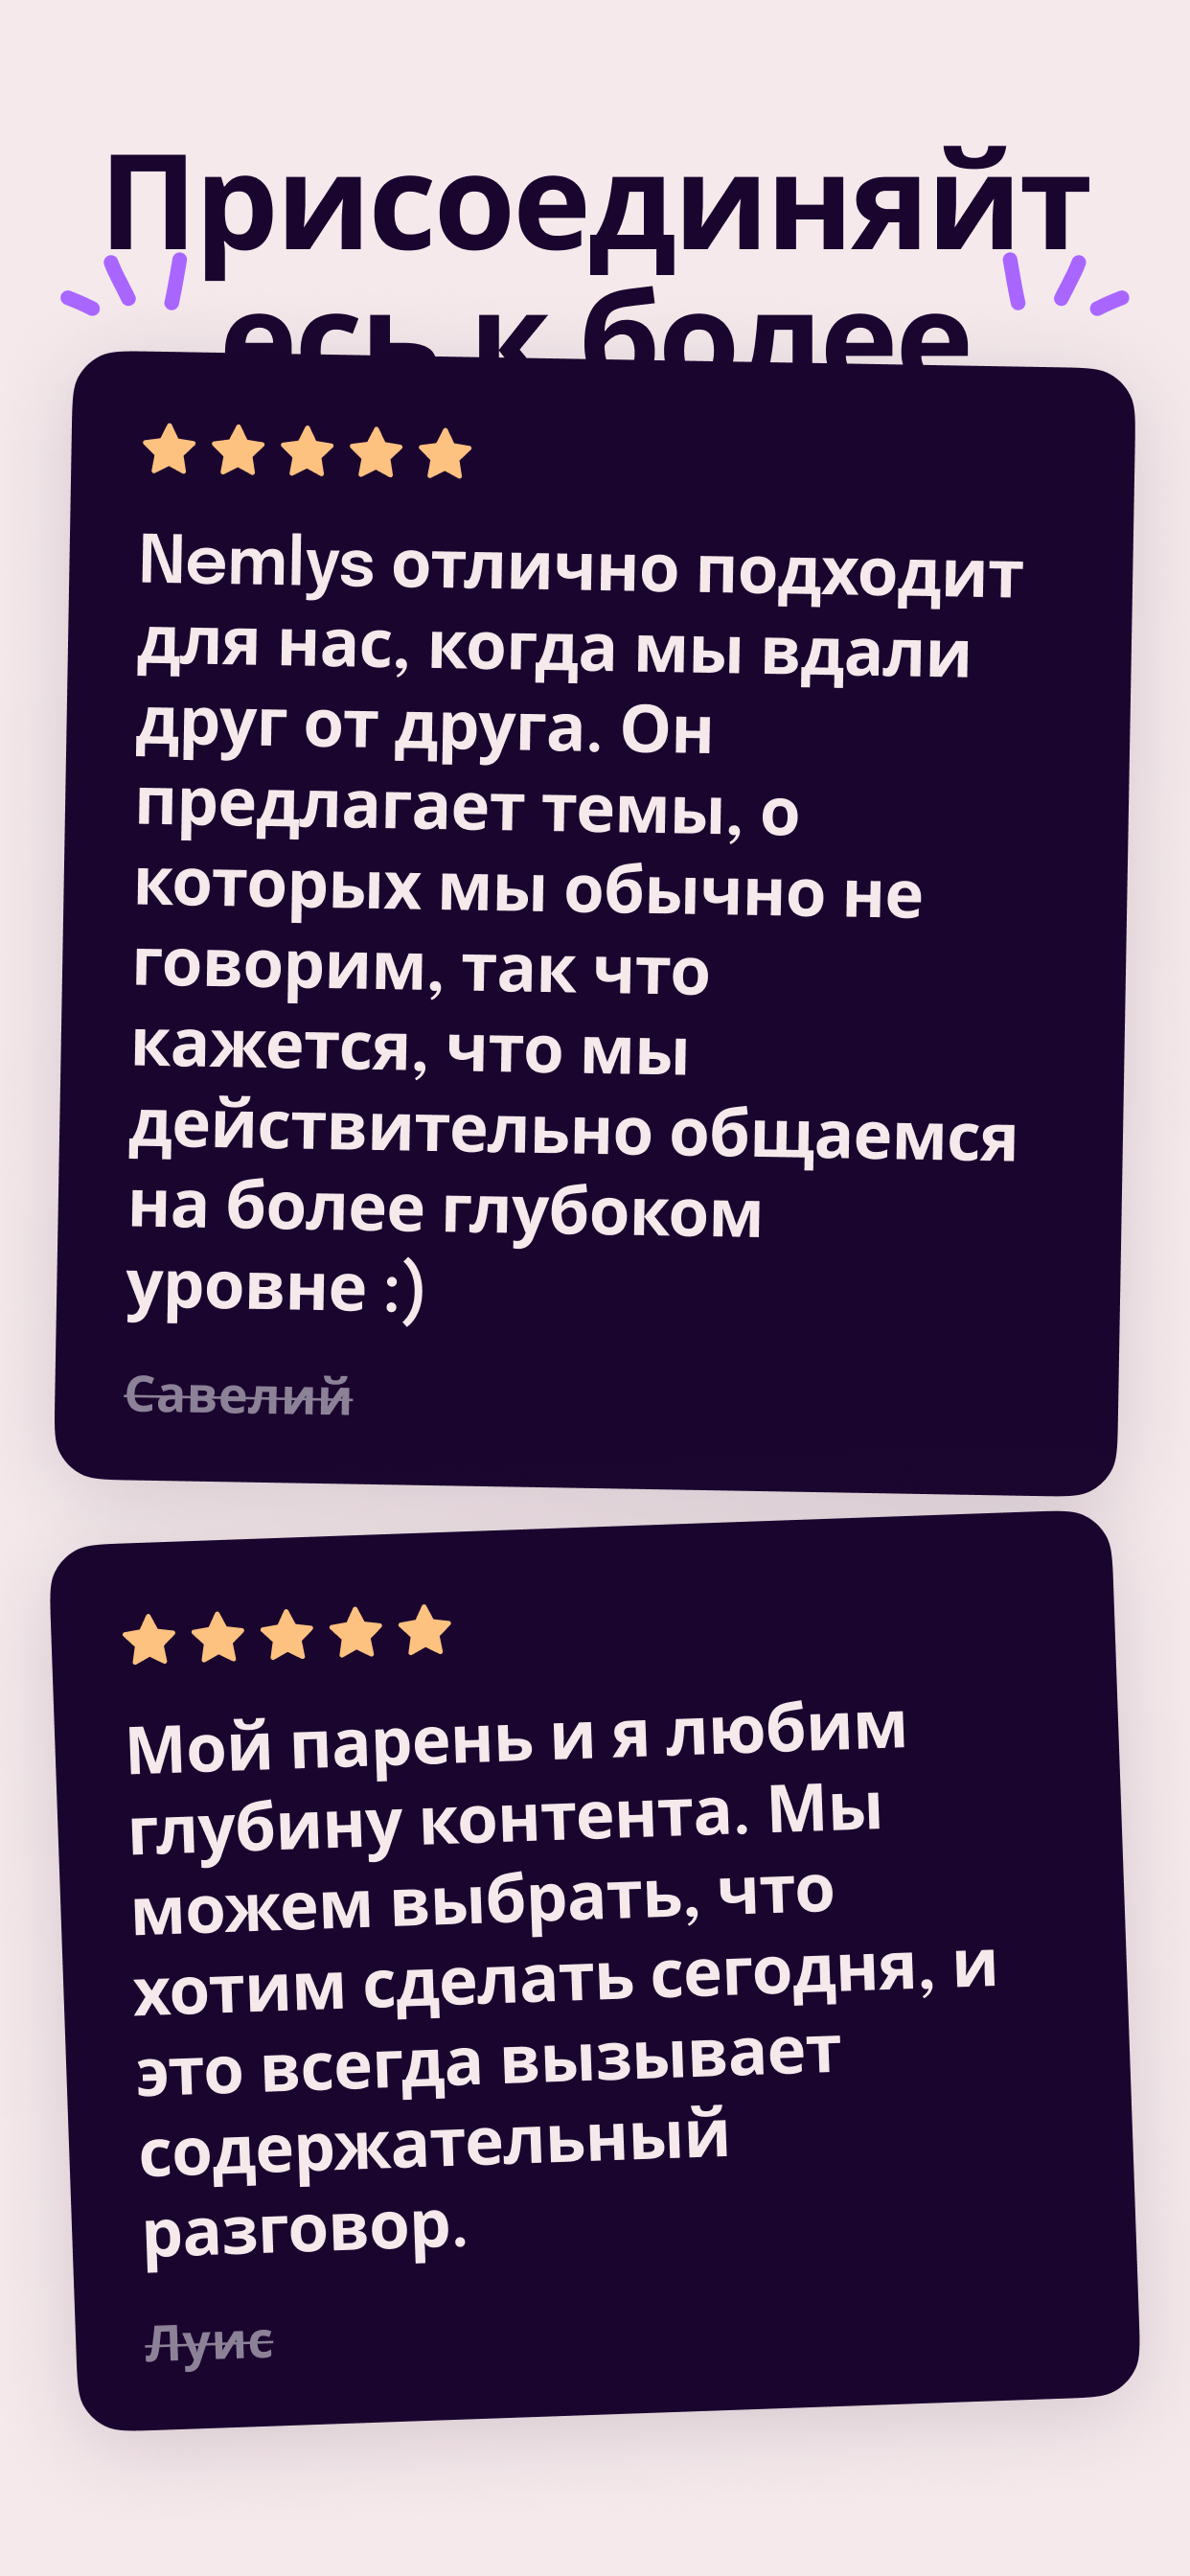 Присоединяйт
есь к более
Nemlys отлично подходит
для нас, когда мы вдали
друг от друга. Он
предлагает темы, о
которых мы обычно не
говорим, так что
кажется, что мы
действительно общаемся
на более глубоком
уровне :)
Савелий
Мой парень и я любим
глубину контента. Мы
можем выбрать, что
хотим сделать сегодня, и
это всегда вызывает
содержательный
разговор.
Луис